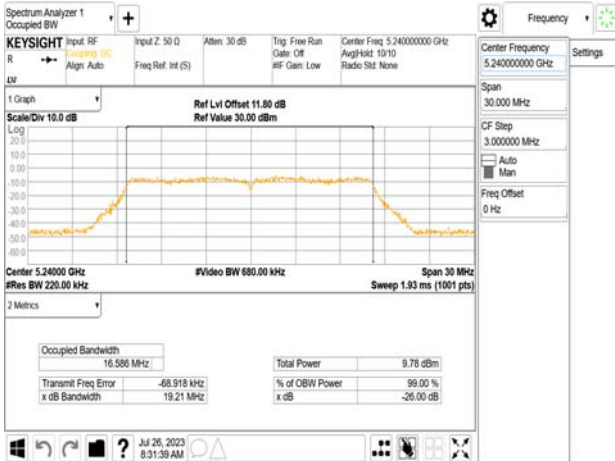 Spectrum Analyzer 1
Occupied BW
+
Frequency
KEYSIGHT
R
LU
Input: RF
Coupling: DC
Align: Auto
Input Z: 50 Ω
Freq Ref: Int (S)
Atten: 30 dB
Trig: Free Run
Gate: Off
#IF Gain: Low
Center Freq: 5.240000000 GHz
Avg|Hold: 10/10
Radio Std: None
Center Frequency
5.240000000 GHz
Settings
Span
30.000 MHz
CF Step
3.000000 MHz
Auto
Man
Freq Offset
0 Hz
1 Graph
Scale/Div 10.0 dB
Ref Lvl Offset 11.80 dB
Ref Value 30.00 dBm
Log
20.0
10.0
0.00
-10.0
-20.0
-30.0
-40.0
-50.0
-60.0
Center 5.24000 GHz
#Res BW 220.00 kHz
#Video BW 680.00 kHz
Span 30 MHz
Sweep 1.93 ms (1001 pts)
2 Metrics
Occupied Bandwidth
16.586 MHz
Total Power 9.78 dBm
Transmit Freq Error -68.918 kHz
% of OBW Power 99.00 %
x dB Bandwidth 19.21 MHz
x dB -26.00 dB
?
Jul 26, 2023
8:31:39 AM